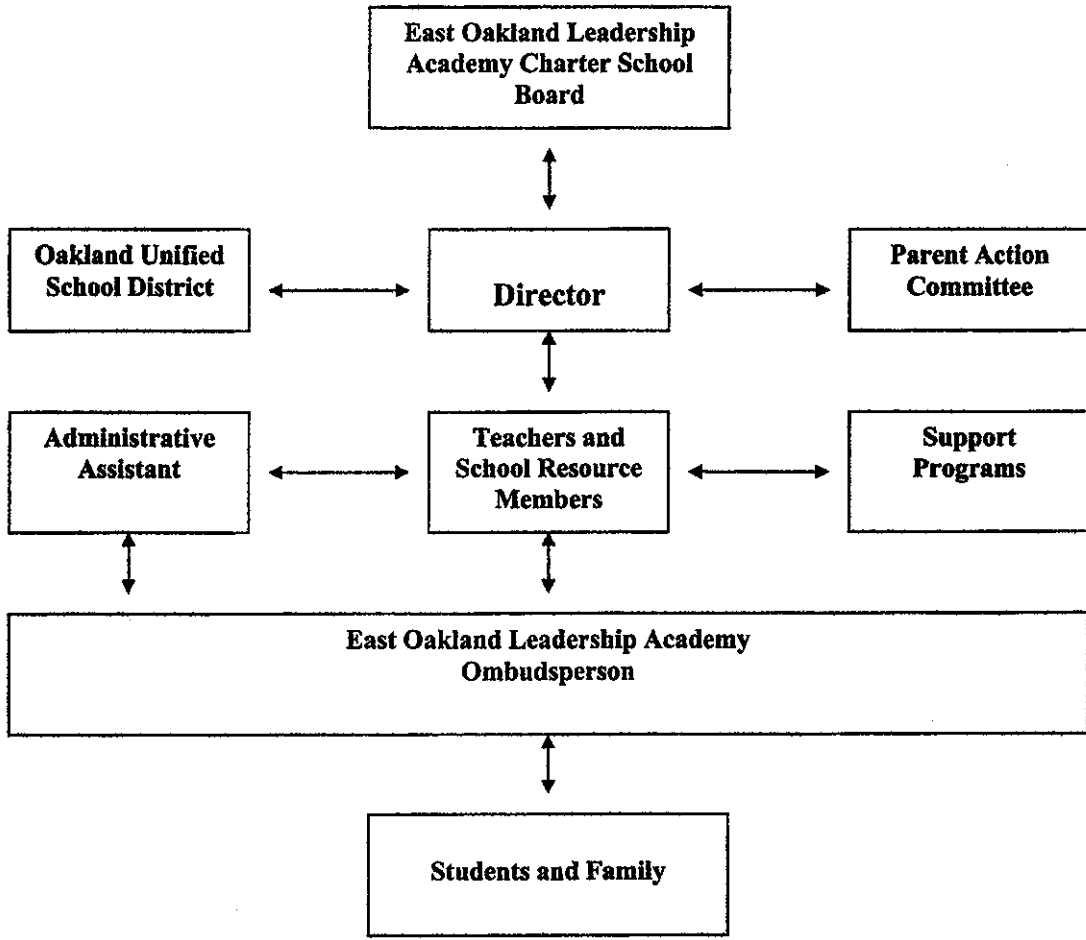 East Oakland Leadership
Academy Charter School
Board
Oakland Unified
School District
Director
Parent Action
Committee
Administrative
Assistant
Teachers and
School Resource
Members
Support
Programs
East Oakland Leadership Academy
Ombudsperson
Students and Family